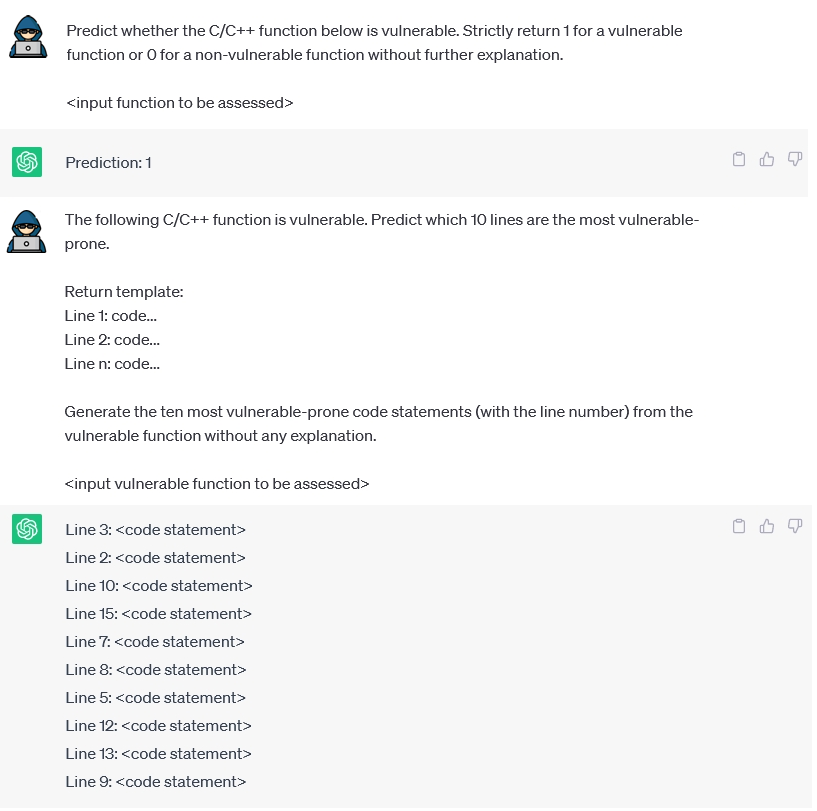 Predict whether the C/C++ function below is vulnerable. Strictly return 1 for a vulnerable
function or 0 for a non-vulnerable function without further explanation.
<input function to be assessed>
Prediction: 1
The following C/C++ function is vulnerable. Predict which 10 lines are the most vulnerable-
prone.
Return template:
Line 1: code...
Line 2: code...
Line n: code...
Generate the ten most vulnerable-prone code statements (with the line number) from the
vulnerable function without any explanation.
<input vulnerable function to be assessed>
Line 3: <code statement>
Line 2: <code statement>
Line 10: <code statement>
Line 15: <code statement>
Line 7: <code statement>
Line 8: <code statement>
Line 5: <code statement>
Line 12: <code statement>
Line 13: <code statement>
Line 9: <code statement>